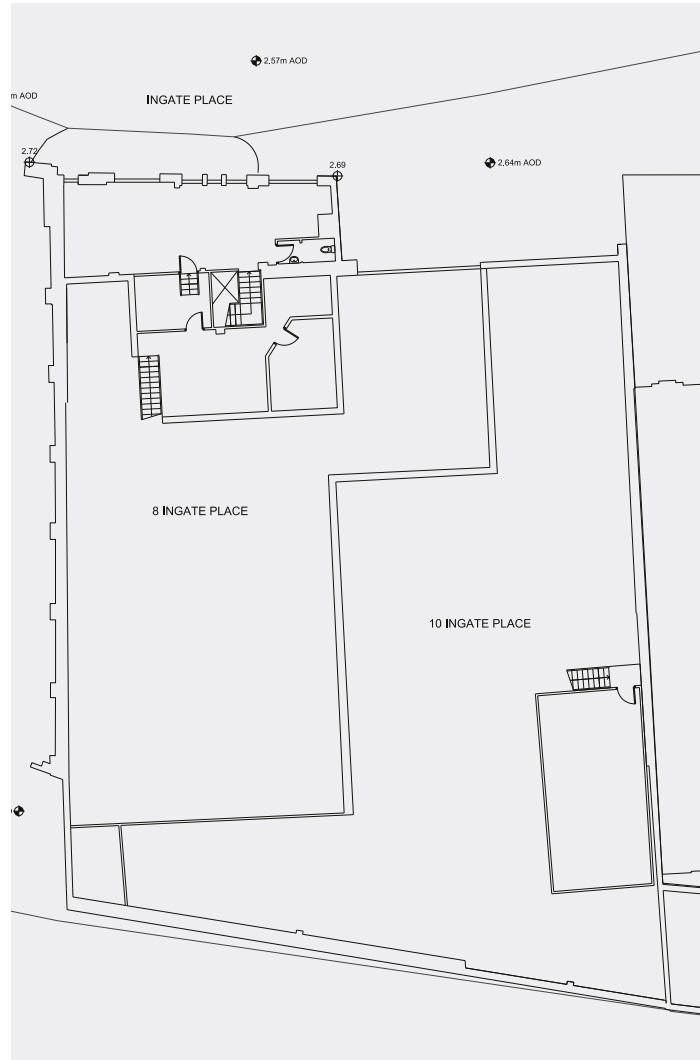 2.57m AOD
m AOD
INGATE PLACE
2.72
2.69
2.64m AOD
8 INGATE PLACE
10 INGATE PLACE